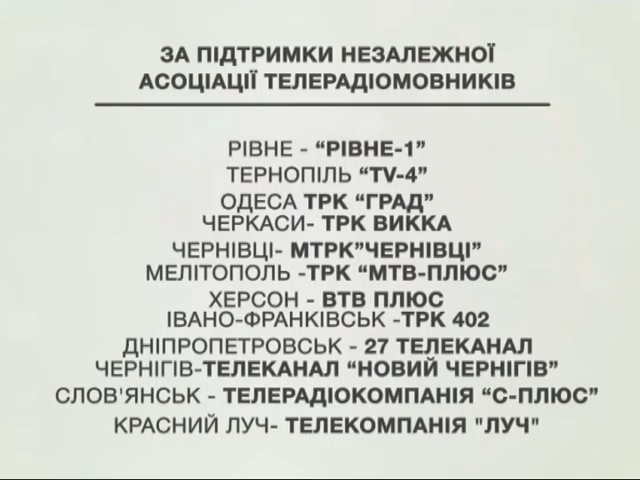 ЗА ПІДТРИМКИ НЕЗАЛЕЖНОЇ
АСОЦІАЦІЇ ТЕЛЕРАДІОМОВНИКІВ
РІВНЕ - “РІВНЕ-1”
ТЕРНОПІЛЬ “TV-4”
ОДЕСА ТРК “ГРАД”
ЧЕРКАСИ- ТРК ВИККА
ЧЕРНІВЦІ- МТРК”ЧЕРНІВЦІ”
МЕЛІТОПОЛЬ -ТРК “МТВ-ПЛЮС”
ХЕРСОН - ВТВ ПЛЮС
ІВАНО-ФРАНКІВСЬК -ТРК 402
ДНІПРОПЕТРОВСЬК - 27 ТЕЛЕКАНАЛ
ЧЕРНІГІВ-ТЕЛЕКАНАЛ “НОВИЙ ЧЕРНІГІВ”
СЛОВ'ЯНСЬК - ТЕЛЕРАДІОКОМПАНІЯ “С-ПЛЮС”
КРАСНИЙ ЛУЧ- ТЕЛЕКОМПАНІЯ "ЛУЧ"